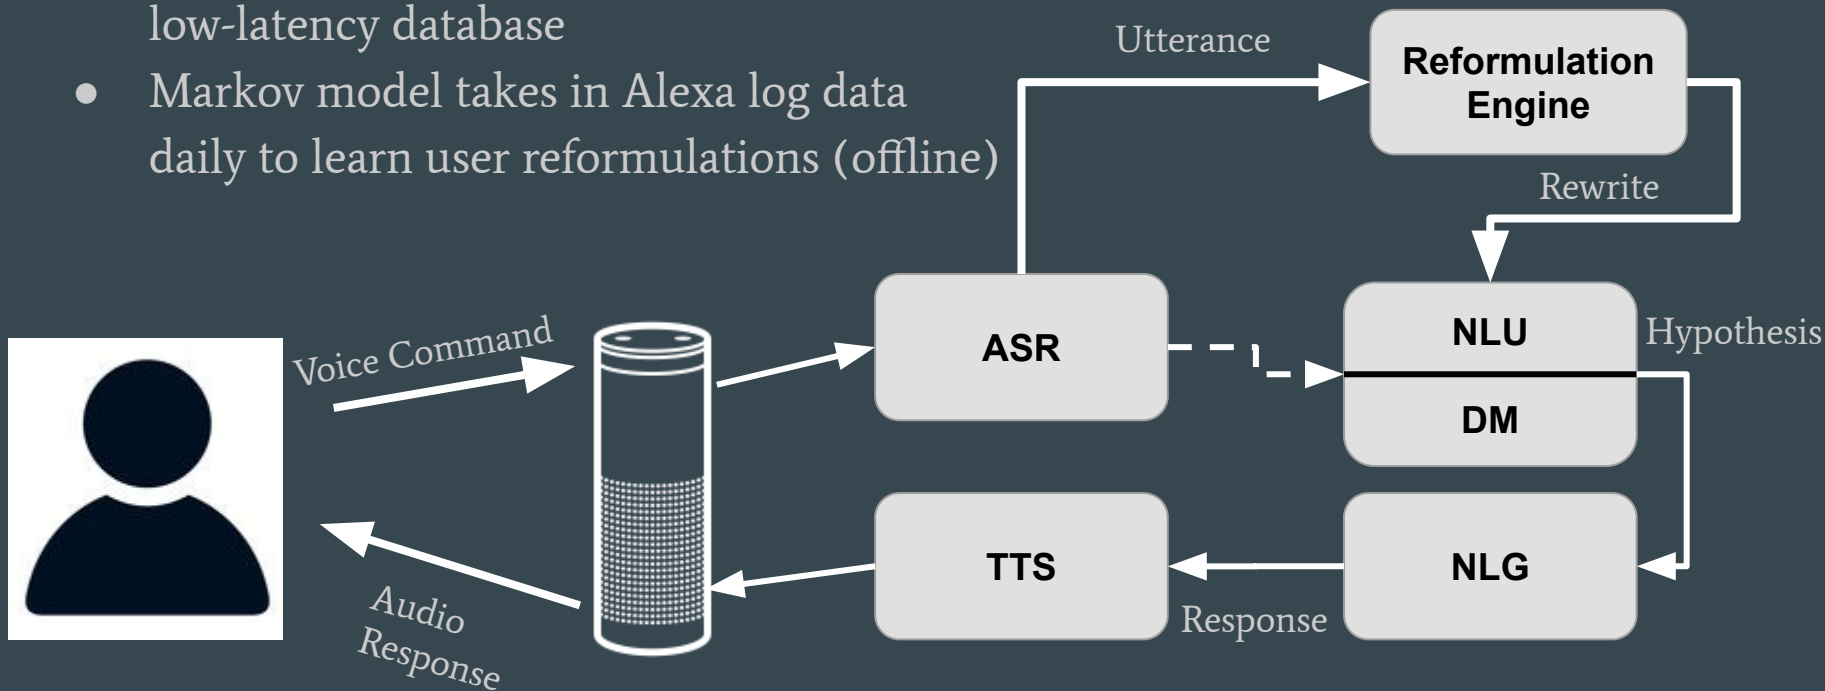 low-latency database
● Markov model takes in Alexa log data
daily to learn user reformulations (offline)
Utterance
Reformulation
Engine
Rewrite
Voice Command
ASR
NLU
Hypothesis
DM
TTS
Response
NLG
Audio
Response